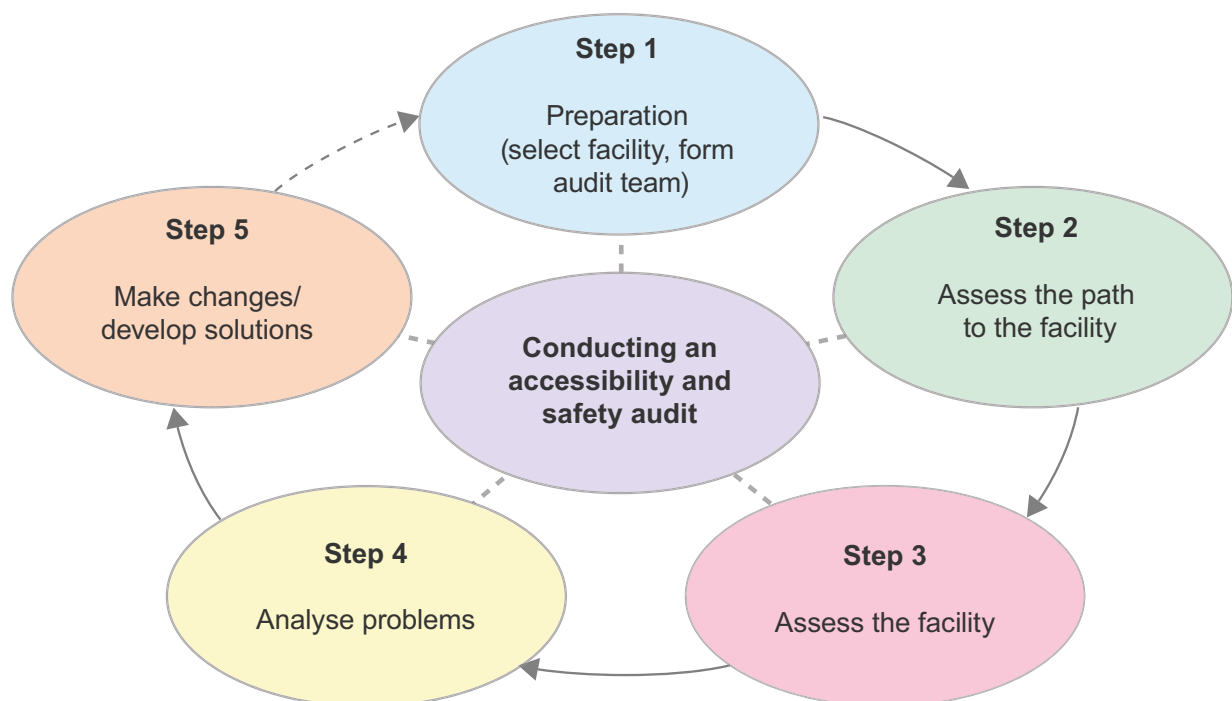 Step 1
Preparation
(select facility, form
audit team)
Step 2
Assess the path
to the facility
Step 3
Assess the facility
Step 4
Analyse problems
Step 5
Make changes/
develop solutions
Conducting an
accessibility and
safety audit